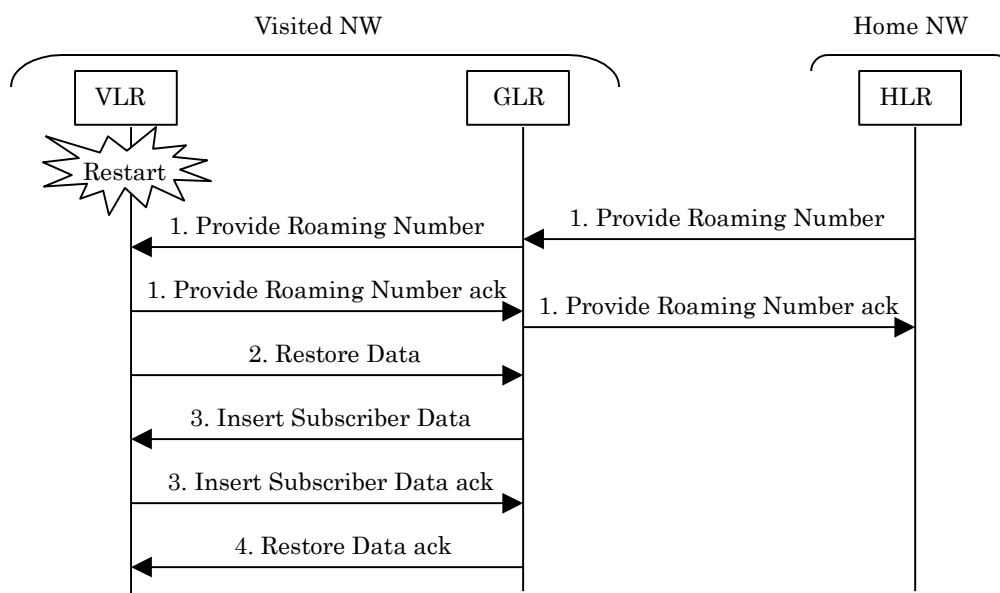 Visited NW
Home NW
VLR
GLR
HLR
Restart
1. Provide Roaming Number
1. Provide Roaming Number
1. Provide Roaming Number ack
1. Provide Roaming Number ack
2. Restore Data
3. Insert Subscriber Data
3. Insert Subscriber Data ack
4. Restore Data ack